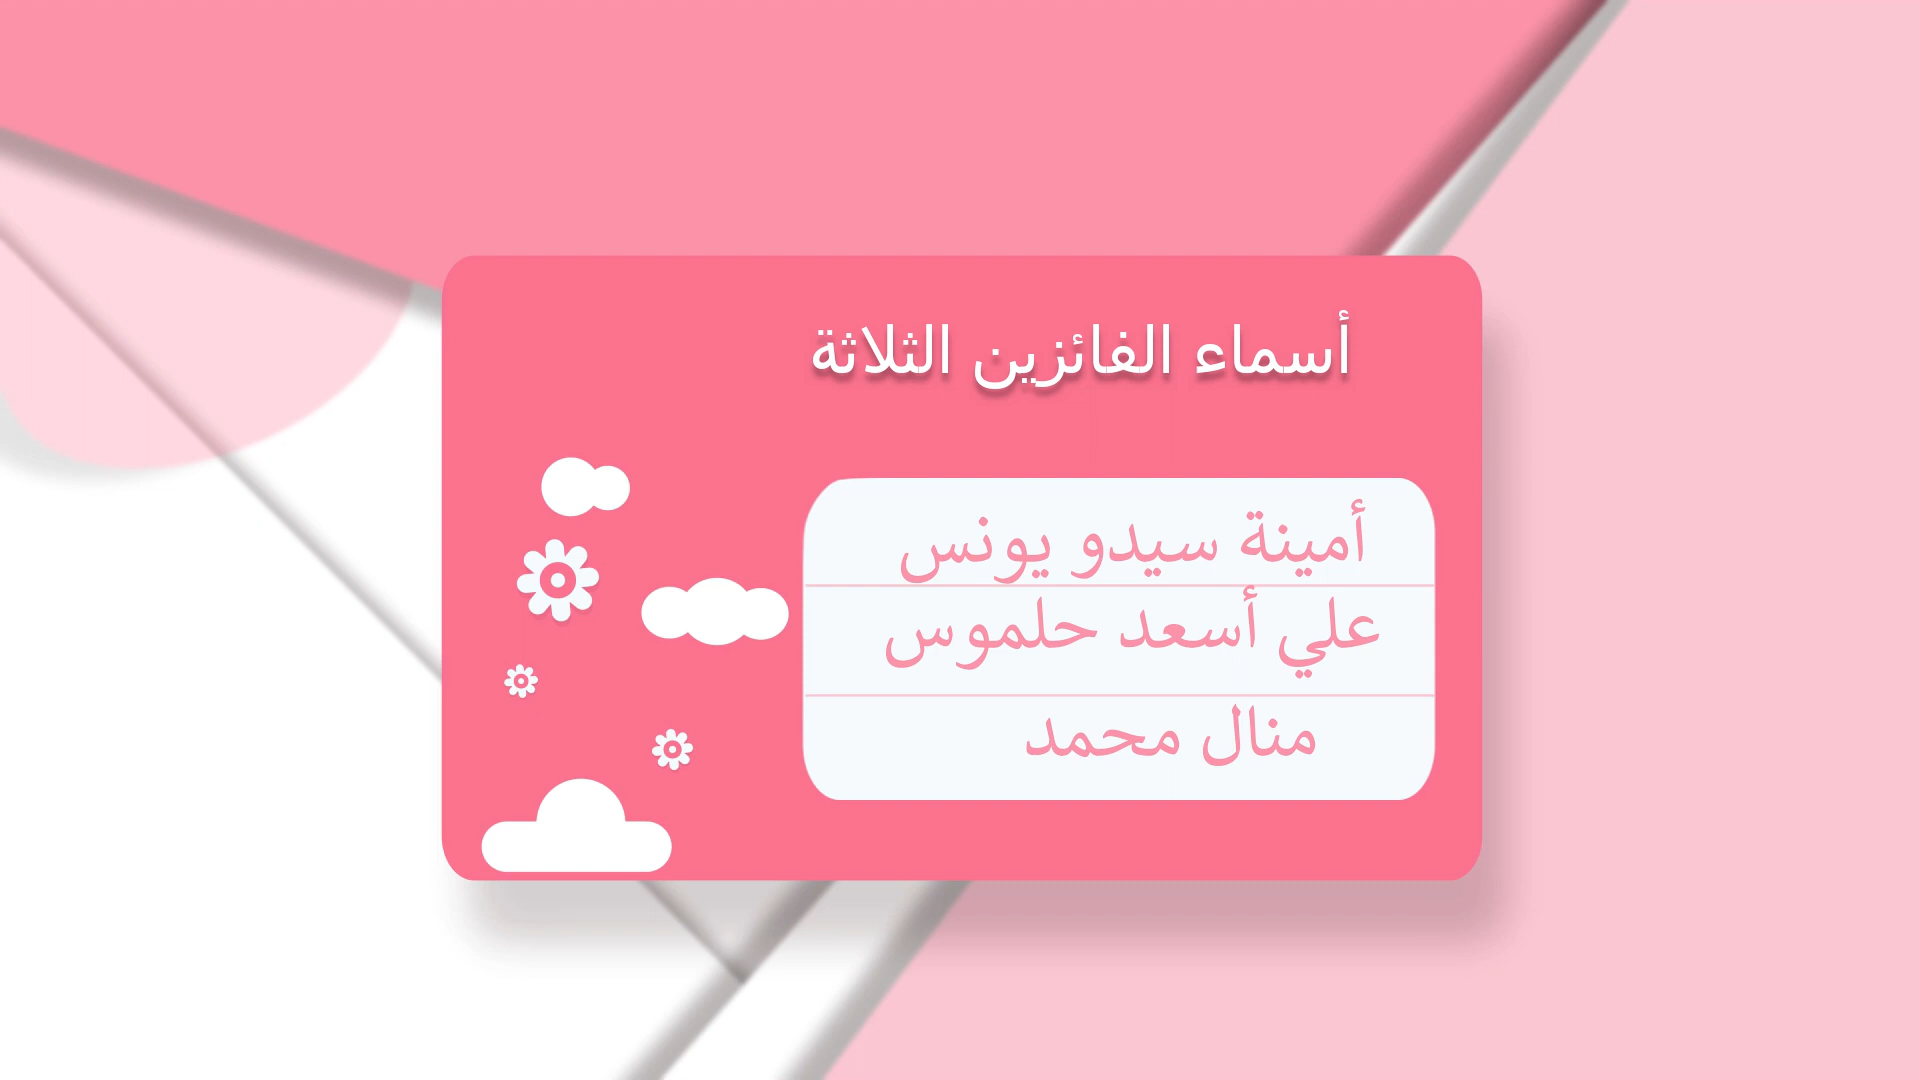 أسماء الفائزين الثلاثة
أمينة سيدو يونس
علي أسعد حلموس
منال محمد